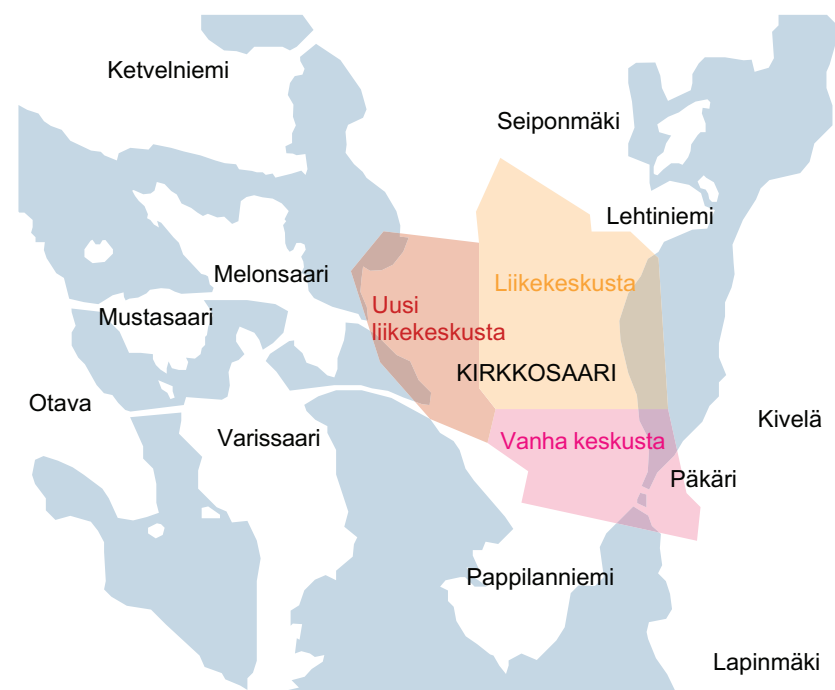 Ketvelniemi
Seiponmäki
Lehtiniemi
Melonsaari
Liikekeskusta
Uusi
liikekeskusta
Mustasaari
KIRKKOSAARI
Otava
Kivelä
Varissaari
Vanha keskusta
Päkäri
Pappilanniemi
Lapinmäki